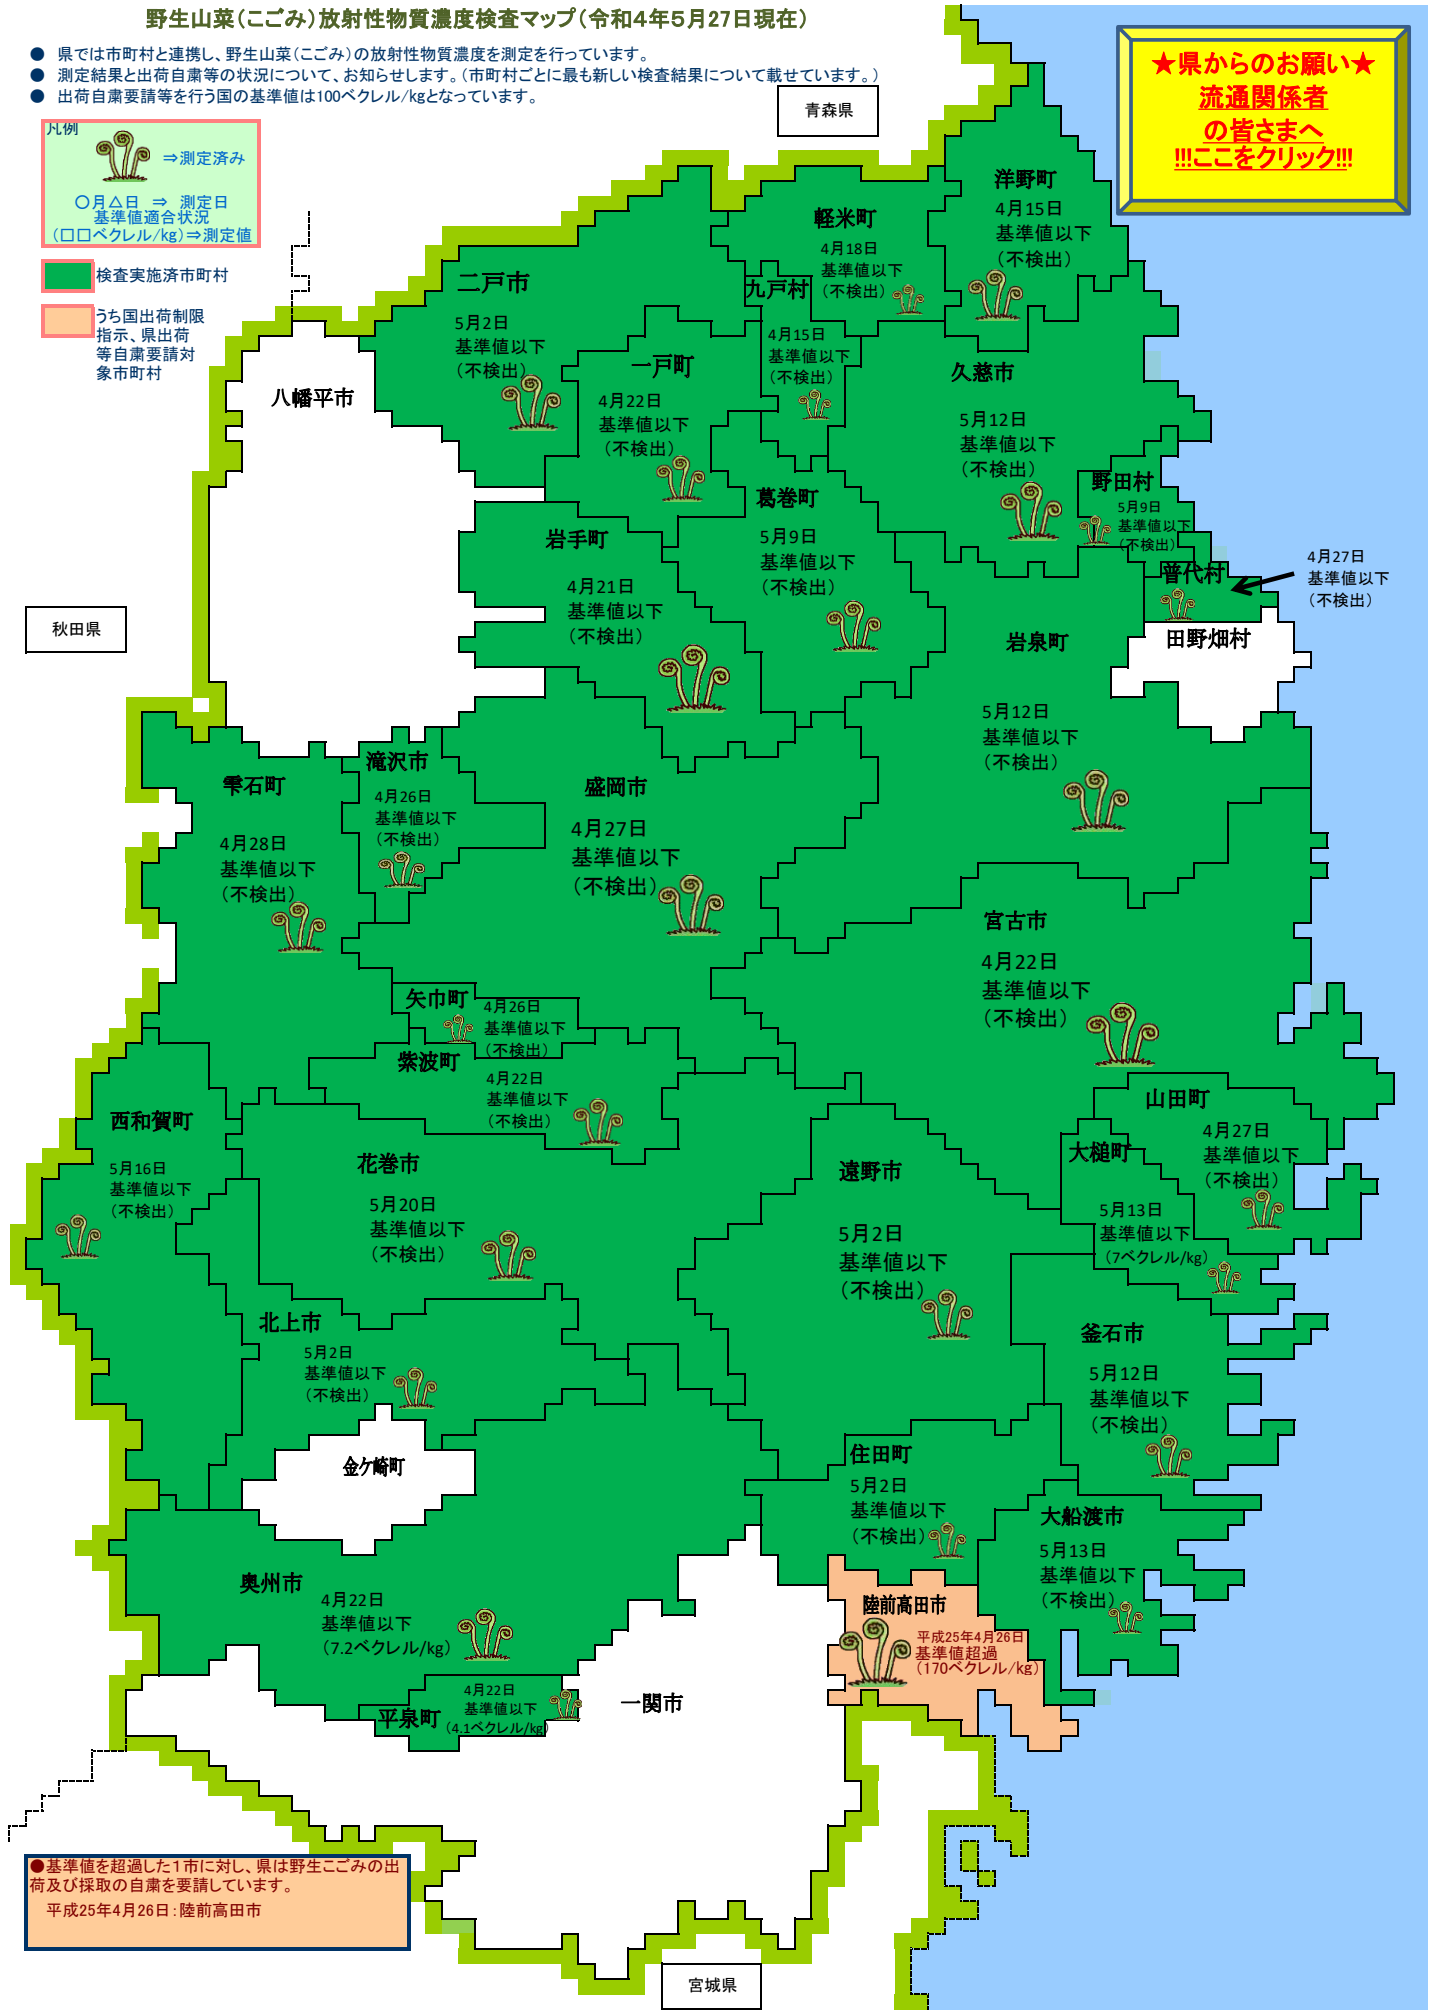 野生山菜(こごみ)放射性物質濃度検査マップ(令和4年5月27日現在)
● 県では市町村と連携し、野生山菜(こごみ)の放射性物質濃度を測定を行っています。
● 測定結果と出荷自粛等の状況について、お知らせします。(市町村ごとに最も新しい検査結果について載せています。)
● 出荷自粛要請等を行う国の基準値は100ベクレル/kgとなっています。
★県からのお願い★
流通関係者
の皆さまへ
!!!ここをクリック!!!
凡例
⇒測定済み
〇月△日 ⇒ 測定日
基準値適合状況
(□□ベクレル/kg)⇒測定値
検査実施済市町村
うち国出荷制限
指示、県出荷
等自粛要請対
象市町村
青森県
秋田県
宮城県
洋野町
4月15日
基準値以下
(不検出)
軽米町
4月18日
基準値以下
(不検出)
二戸市
5月2日
基準値以下
(不検出)
九戸村
4月15日
基準値以下
(不検出)
一戸町
4月22日
基準値以下
(不検出)
久慈市
5月12日
基準値以下
(不検出)
八幡平市
野田村
5月9日
基準値以下
(不検出)
葛巻町
5月9日
基準値以下
(不検出)
岩手町
4月21日
基準値以下
(不検出)
普代村
4月27日
基準値以下
(不検出)
田野畑村
岩泉町
5月12日
基準値以下
(不検出)
滝沢市
4月26日
基準値以下
(不検出)
雫石町
4月28日
基準値以下
(不検出)
盛岡市
4月27日
基準値以下
(不検出)
宮古市
4月22日
基準値以下
(不検出)
矢巾町
4月26日
基準値以下
(不検出)
紫波町
4月22日
基準値以下
(不検出)
山田町
4月27日
基準値以下
(不検出)
西和賀町
5月16日
基準値以下
(不検出)
花巻市
5月20日
基準値以下
(不検出)
遠野市
5月2日
基準値以下
(不検出)
大槌町
5月13日
基準値以下
(7ベクレル/kg)
北上市
5月2日
基準値以下
(不検出)
釜石市
5月12日
基準値以下
(不検出)
金ケ崎町
住田町
5月2日
基準値以下
(不検出)
大船渡市
5月13日
基準値以下
(不検出)
奥州市
4月22日
基準値以下
(7.2ベクレル/kg)
陸前高田市
平成25年4月26日
基準値超過
(170ベクレル/kg)
平泉町
4月22日
基準値以下
(4.1ベクレル/kg)
一関市
●基準値を超過した1市に対し、県は野生こごみの出
荷及び採取の自粛を要請しています。
平成25年4月26日:陸前高田市